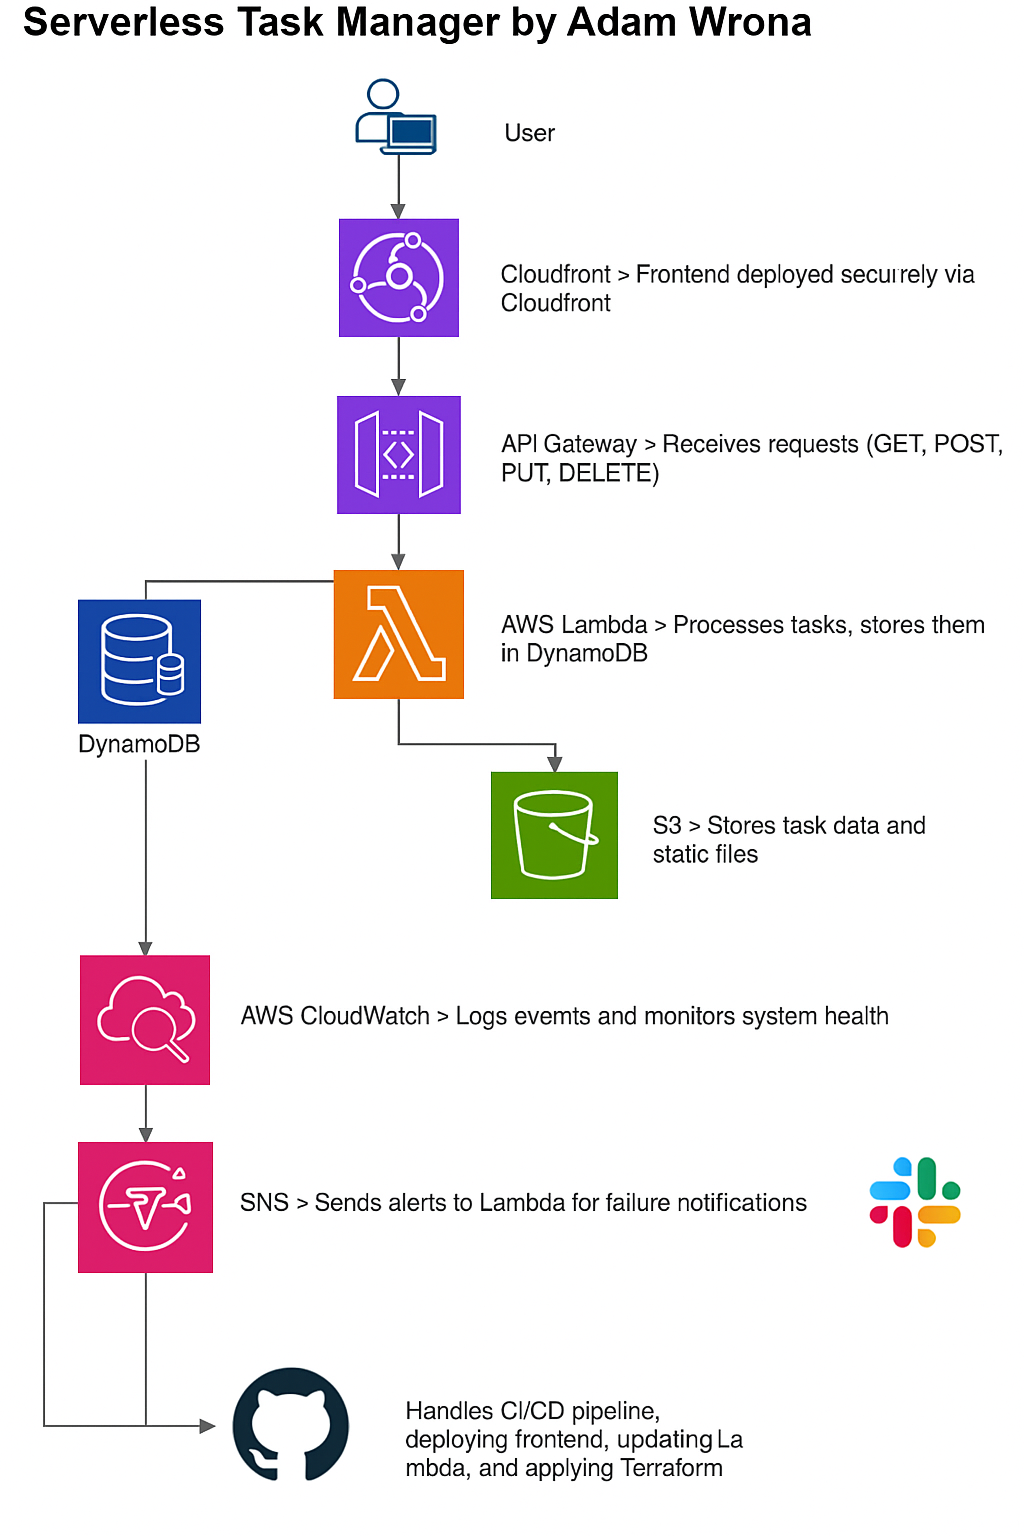 Serverless Task Manager by Adam Wrona
User
Cloudfront > Frontend deployed securrely via
Cloudfront
API Gateway > Receives requests (GET, POST,
PUT, DELETE)
AWS Lambda > Processes tasks, stores them
in DynamoDB
DynamoDB
S3 > Stores task data and
static files
AWS CloudWatch > Logs evemts and monitors system health
SNS > Sends alerts to Lambda for failure notifications
Handles CI/CD pipeline,
deploying frontend, updating La
mbda, and applying Terraform